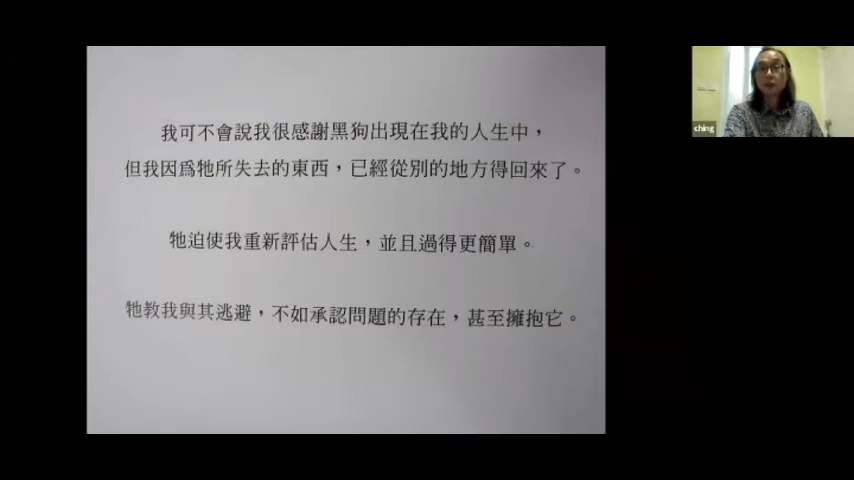 我可不會說我很感謝黑狗出現在我的人生中，
但我因為牠所失去的東西，已經從別的地方得回來了。
牠迫使我重新評估人生，並且過得更簡單。
牠教我與其逃避，不如承認問題的存在，甚至擁抱它。
ching